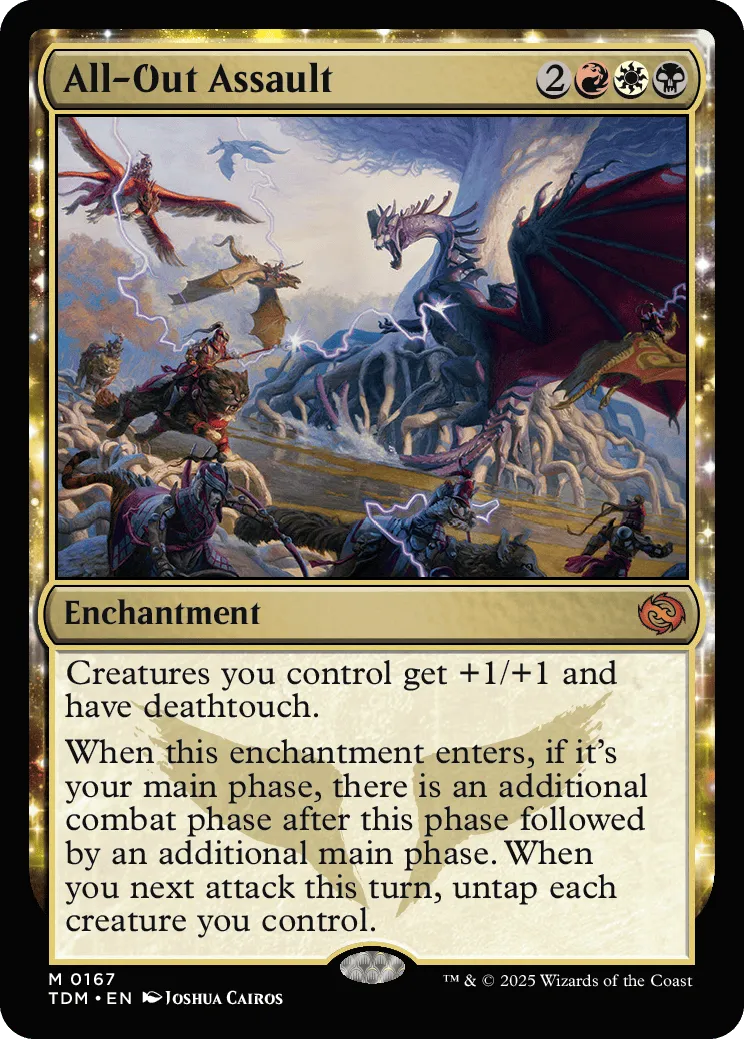 All-Out Assault 2
Enchantment
Creatures you control get +1/+1 and
have deathtouch.
When this enchantment enters, if it's
your main phase, there is an additional
combat phase after this phase followed
by an additional main phase. When
you next attack this turn, untap each
creature you control.
M 0167
TDM • EN Joshua Cairos
™ & © 2025 Wizards of the Coast